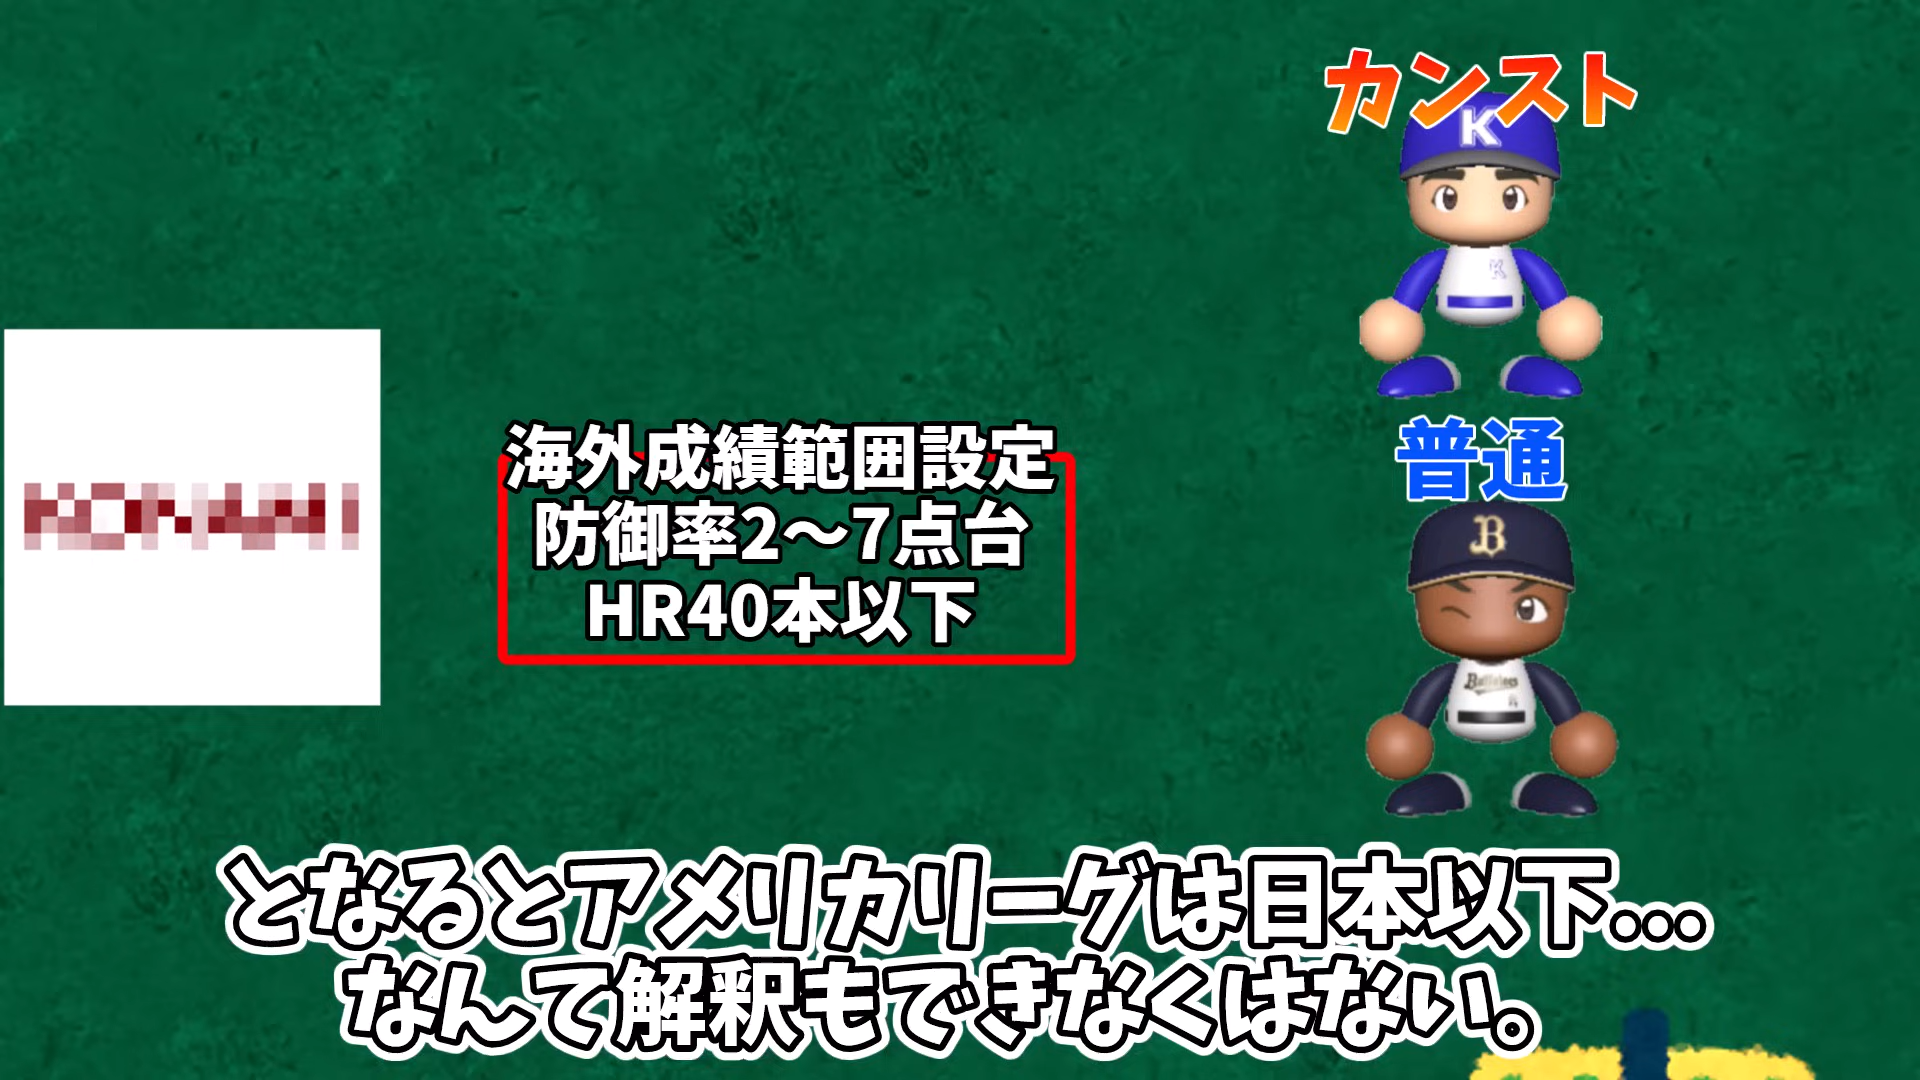 カンスト
K
K
KONAMI
海外成績範囲設定
防御率2～7点台
HR40本以下
普通
B
Buffaloes
となるとアメリカリーグは日本以下...
なんて解釈もできなくはない。